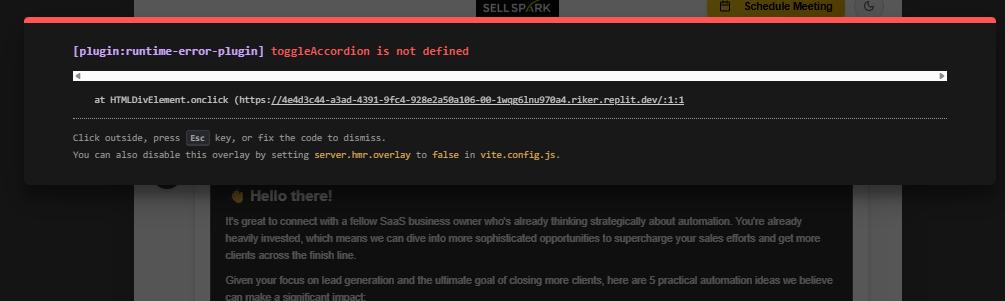 SELLSPARK
Schedule Meeting
[plugin:runtime-error-plugin] toggleAccordion is not defined
at HTMLDivElement.onclick (https://4e4d3c44-a3ad-4391-9fc4-928e2a50a106-00-1wqg6lnu970a4.riker.replit.dev/:1:1
Click outside, press Esc key, or fix the code to dismiss.
You can also disable this overlay by setting server.hmr.overlay to false in vite.config.js.
👋 Hello there!
It's great to connect with a fellow SaaS business owner who's already thinking strategically about automation. You're already
heavily invested, which means we can dive into more sophisticated opportunities to supercharge your sales efforts and get more
clients across the finish line.
Given your focus on lead generation and the ultimate goal of closing more clients, here are 5 practical automation ideas we believe
can make a significant impact: